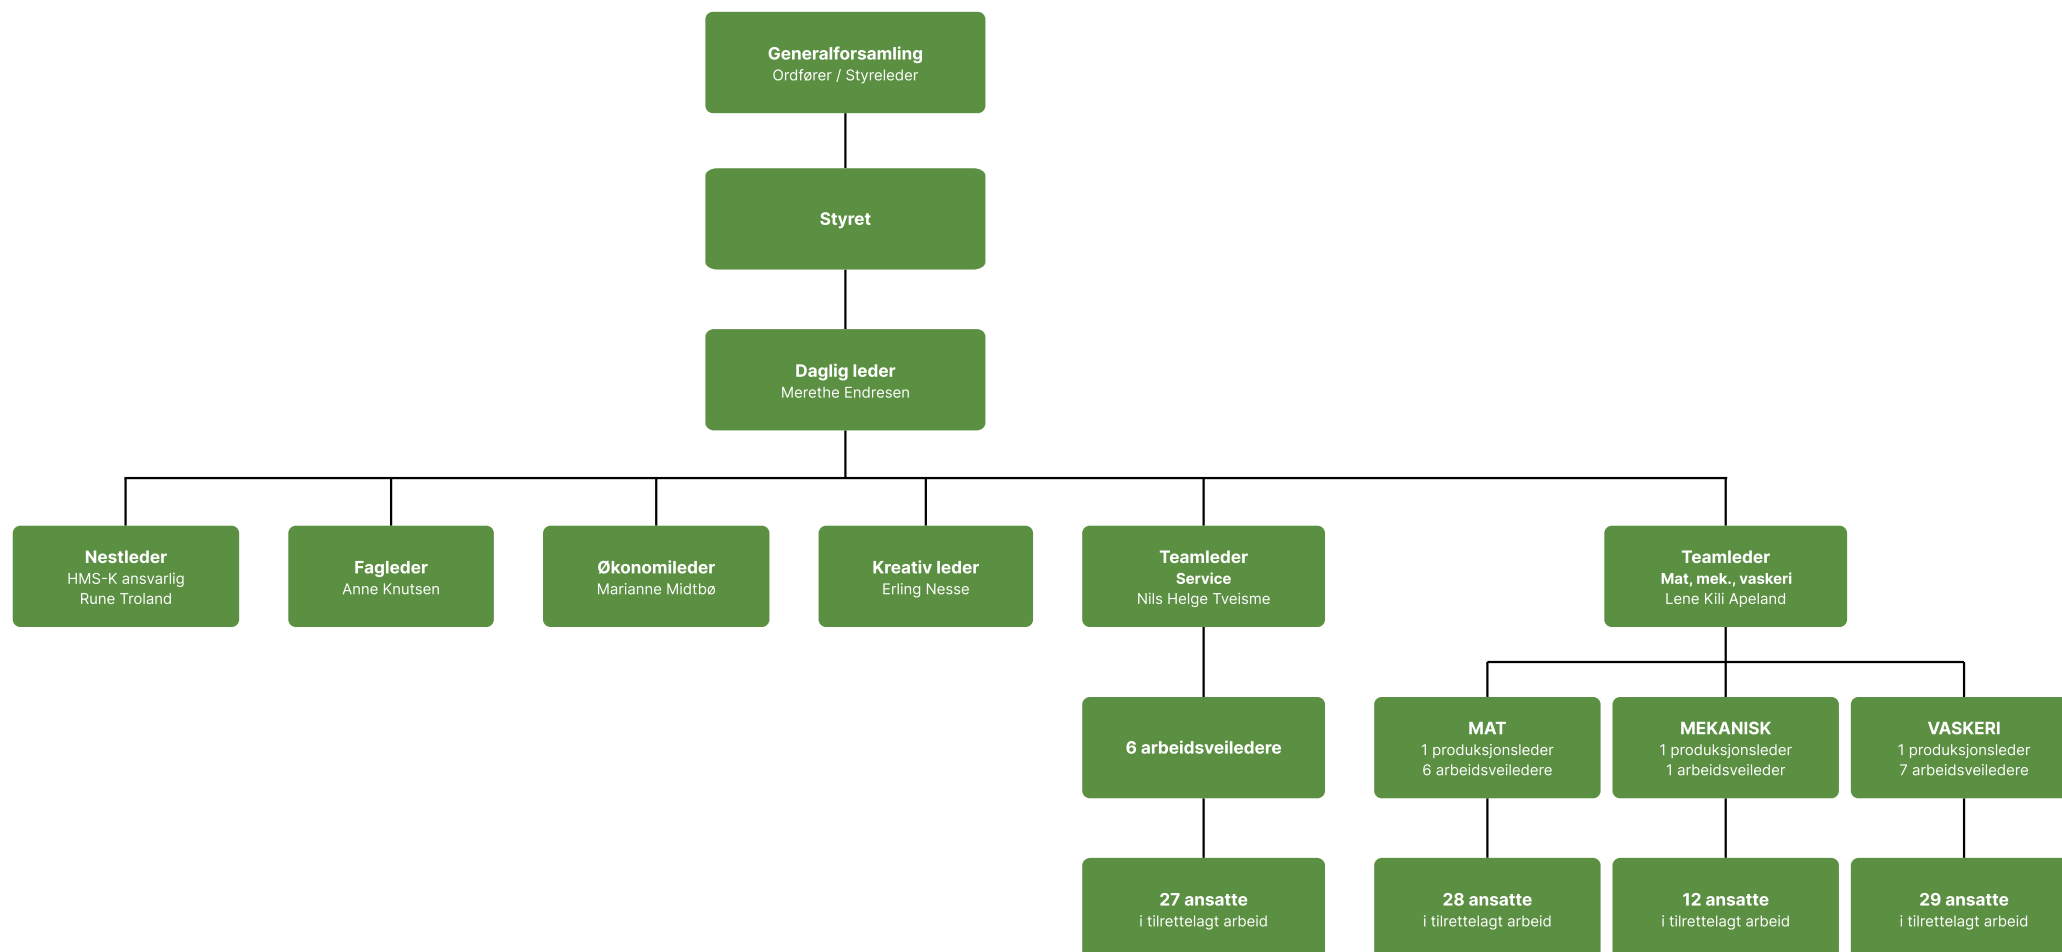 Generalforsamling
Ordfører / Styreleder
Styret
Daglig leder
Merethe Endresen
Nestleder
HMS-K ansvarlig
Rune Troland
Fagleder
Anne Knutsen
Økonomileder
Marianne Midtbø
Kreativ leder
Erling Nesse
Teamleder
Service
Nils Helge Tveisme
Teamleder
Mat, mek., vaskeri
Lene Kili Apeland
6 arbeidsveiledere
MAT
1 produksjonsleder
6 arbeidsveiledere
MEKANISK
1 produksjonsleder
1 arbeidsveileder
VASKERI
1 produksjonsleder
7 arbeidsveiledere
27 ansatte
i tilrettelagt arbeid
28 ansatte
i tilrettelagt arbeid
12 ansatte
i tilrettelagt arbeid
29 ansatte
i tilrettelagt arbeid